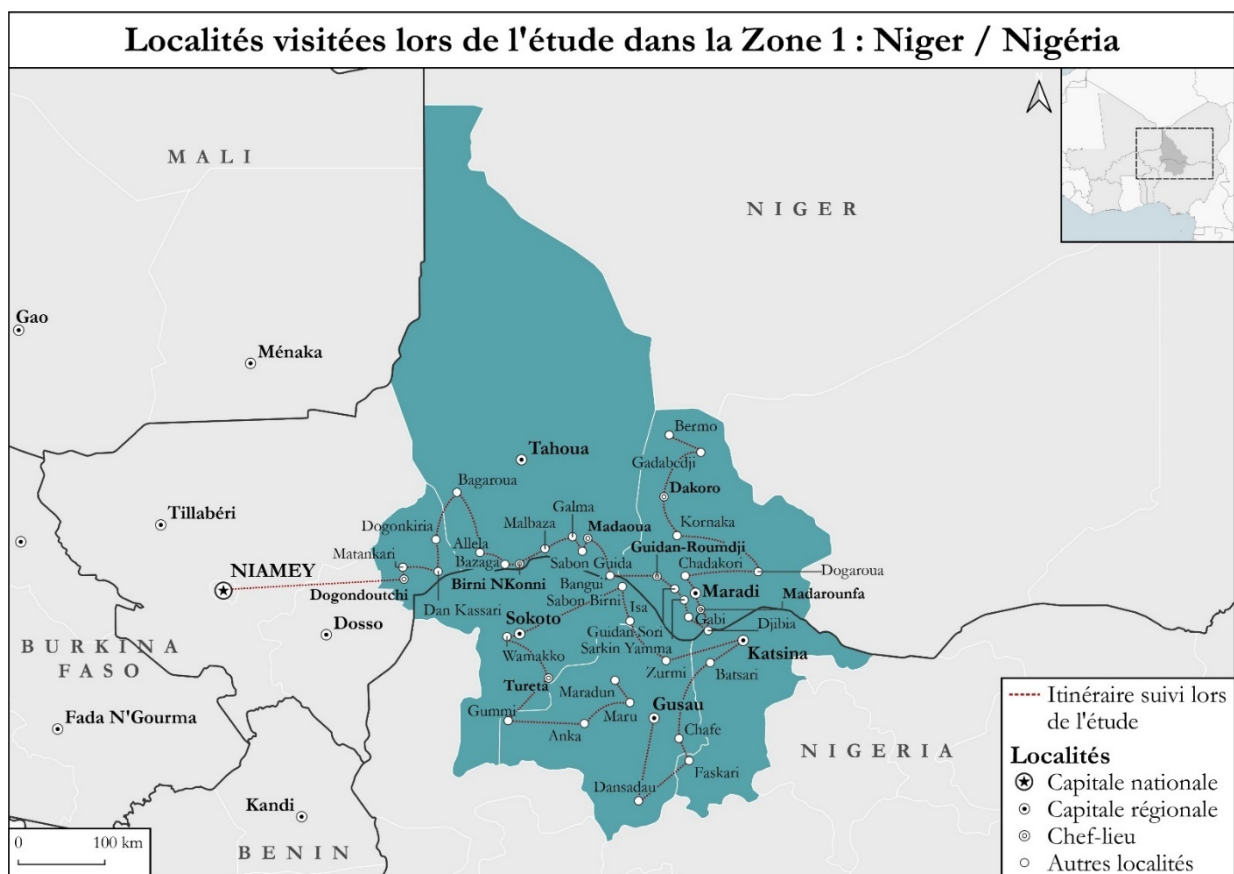 Localités visitées lors de l'étude dans la Zone 1 : Niger / Nigéria
N
MALI
NIGER
Gao
Ménaka
Bermo
Tahoua
Gadabedji
Bagaroua
Dakoro
Tillabéri
Galma
Madaoua
Kornaka
Dogonkiria
Malbaza
Guidan-Roumdji
Matankari
Allela
Bazaga
Sabon Guida
Chadakori
Dogaroua
NIAMEY
Birni NKonni
Bangui
Maradi
Madarounfa
Dogondoutchi
Dan Kassari
Sabon Birni
Isa
Gabi
Djibia
Dosso
Sokoto
Guidan Sori
Sarkin Yamma
Katsina
BURKINA
FASO
Wamakko
Zurmi
Batsari
Tureta
Maradun
Gusau
Fada N'Gourma
Gummi
Anka
Maru
Chafe
NIGERIA
Faskari
Dansadau
Kandi
BENIN
0 100 km
Itinéraire suivi lors
de l'étude
Localités
Capitale nationale
Capitale régionale
Chef-lieu
Autres localités